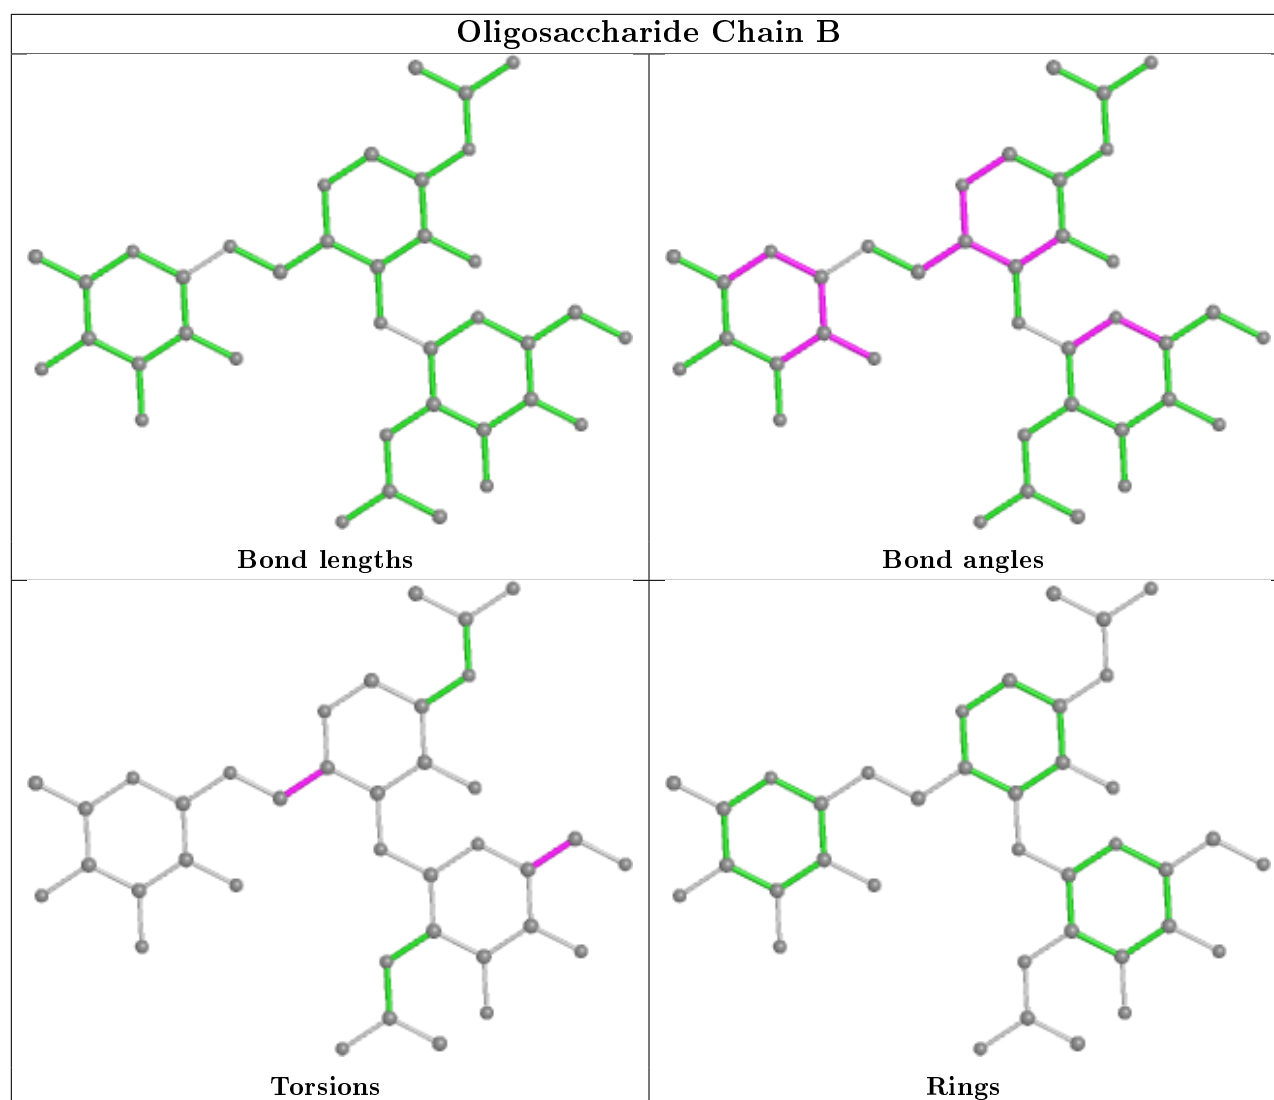 Oligosaccharide Chain B
Bond lengths
Bond angles
Torsions
Rings